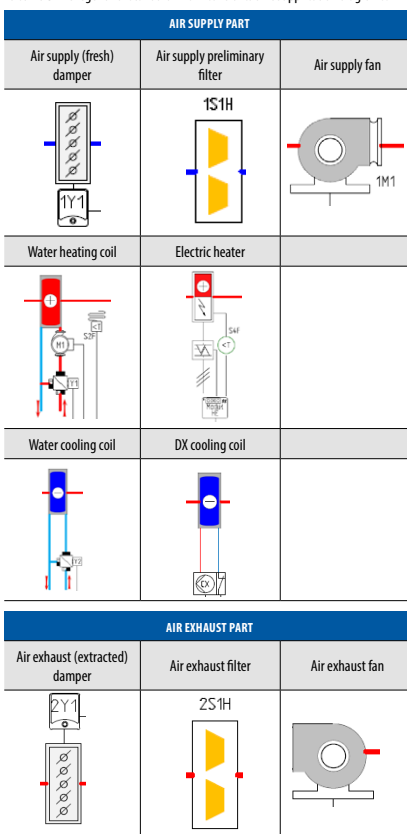 AIR SUPPLY PART
Air supply (fresh)
damper
Air supply preliminary
filter
Air supply fan
1S1H
1Y1
1M1
Water heating coil
Electric heater
<T
S2F
M1
Y1
S4F
<T
HE
Water cooling coil
DX cooling coil
Y2
AIR EXHAUST PART
Air exhaust (extracted)
damper
Air exhaust filter
Air exhaust fan
2Y1
2S1H